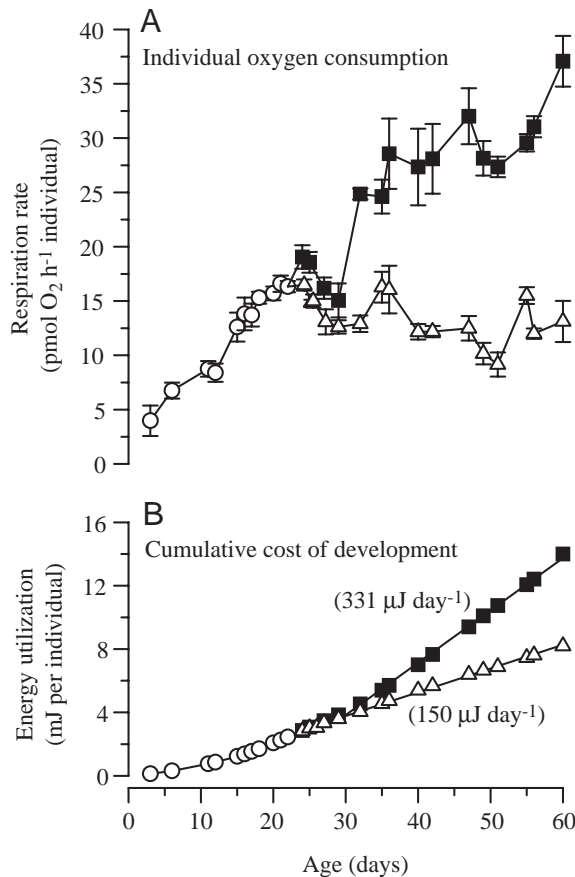 A
Individual oxygen consumption
40
35
30
25
20
15
10
5
0
Respiration rate
(pmol O2 h-1 individual)
B
Cumulative cost of development
16
12
8
4
0
(331 μJ day-1)
(150 μJ day-1)
Energy utilization
(mJ per individual)
0 10 20 30 40 50 60
Age (days)